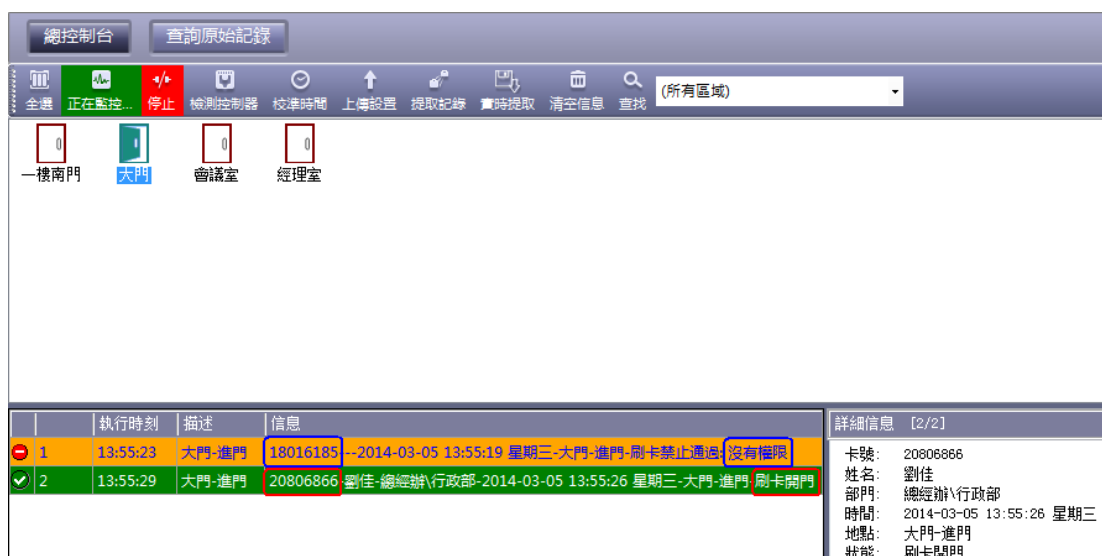 總控制台 查詢原始記錄
全選 正在監控... 停止 檢測控制器 校準時間 上傳設置 提取記錄 實時提取 清空信息 查找 (所有區域)
一樓南門 大門 會議室 經理室
執行時刻 描述 信息 詳細信息 [2/2]
1 13:55:23 大門-進門 18016185---2014-03-05 13:55:19 星期三-大門-進門-刷卡禁止通過: 沒有權限
2 13:55:29 大門-進門 20806866-劉佳-總經辦\行政部-2014-03-05 13:55:26 星期三-大門-進門-刷卡開門
卡號: 20806866
姓名: 劉佳
部門: 總經辦\行政部
時間: 2014-03-05 13:55:26 星期三
地點: 大門-進門
狀態: 刷卡開門